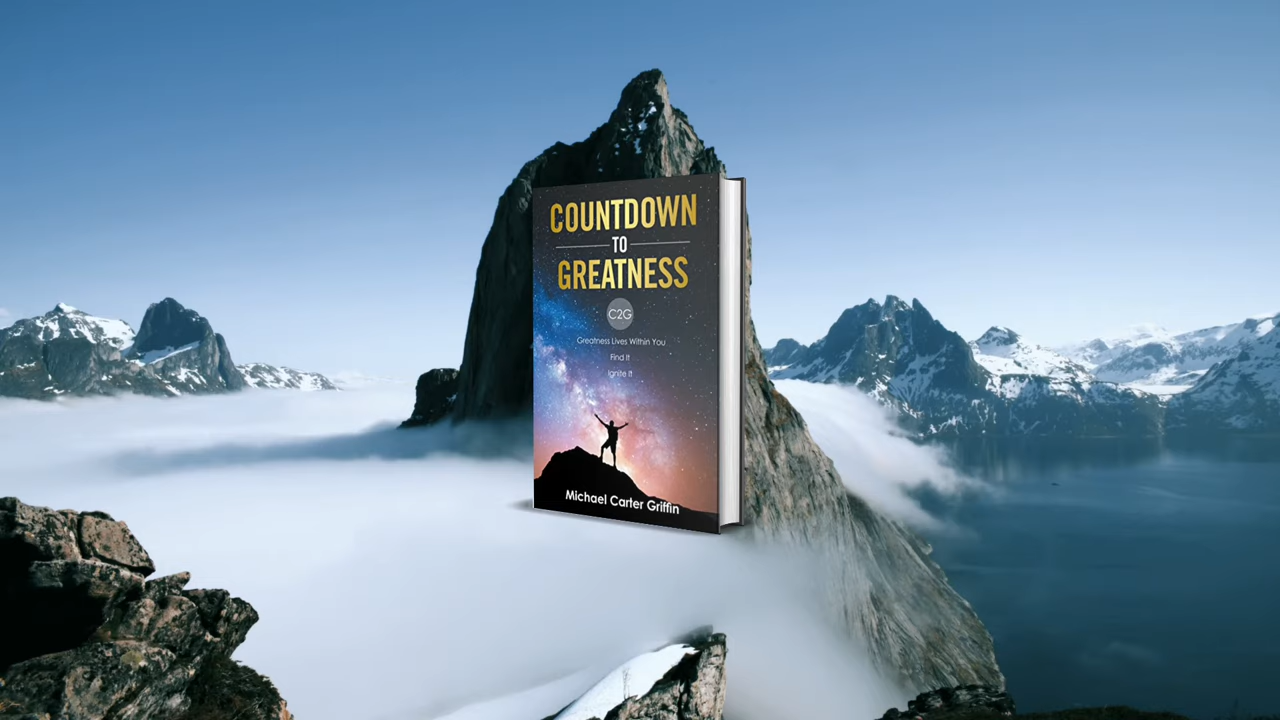 COUNTDOWN
TO
GREATNESS
C2G
Greatness Lives Within You
Find It
Ignite It
Michael Carter Griffin